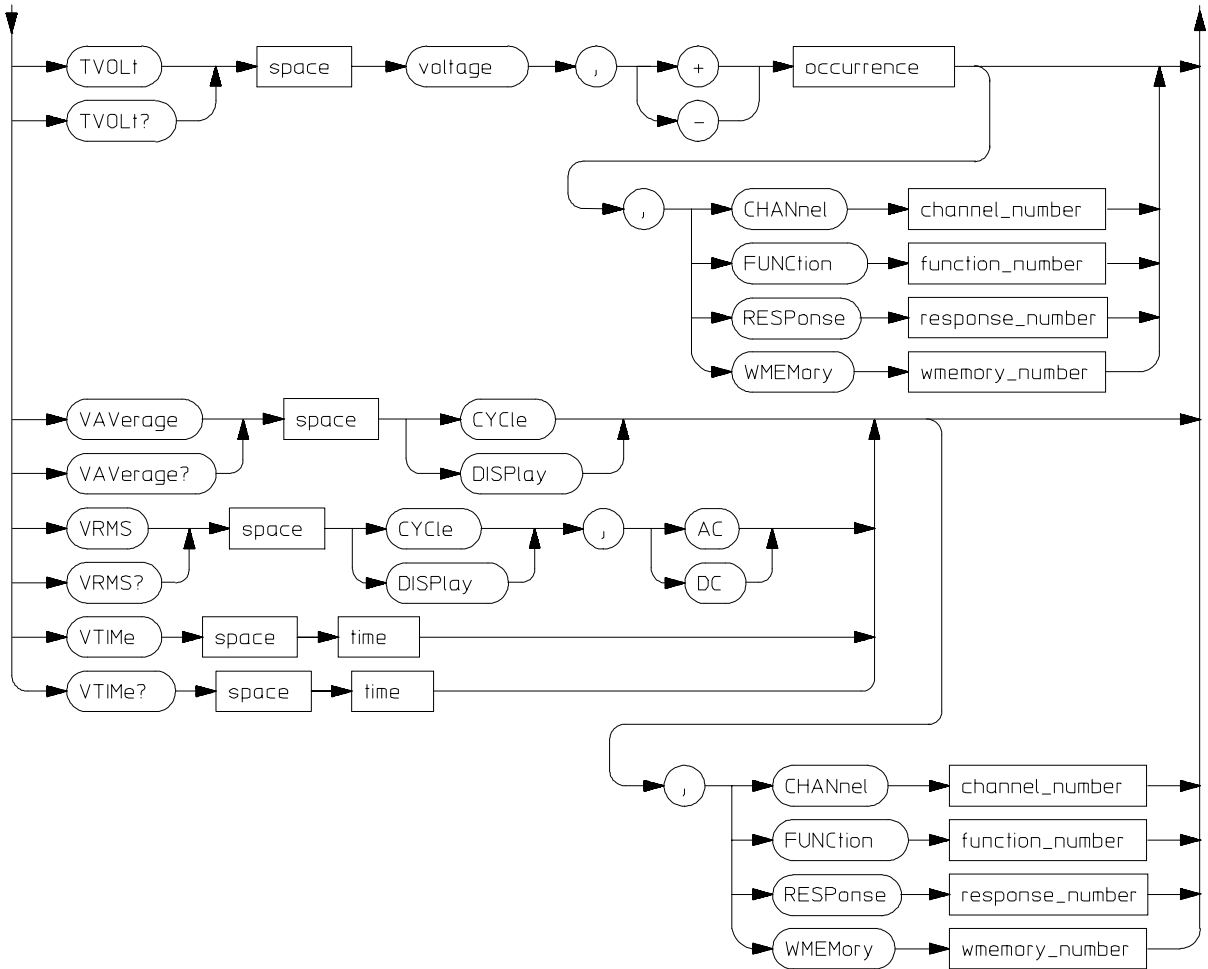 TVOLt space voltage , + occurrence
TVOLt? -
, CHANnel channel_number
FUNCtion function_number
RESPonse response_number
WMEMory wmemory_number
VAVerage space CYCle
VAVerage? DISPlay
VRMS space CYCle , AC
VRMS? DISPlay DC
VTIMe space time
VTIMe? space time
, CHANnel channel_number
FUNCtion function_number
RESPonse response_number
WMEMory wmemory_number